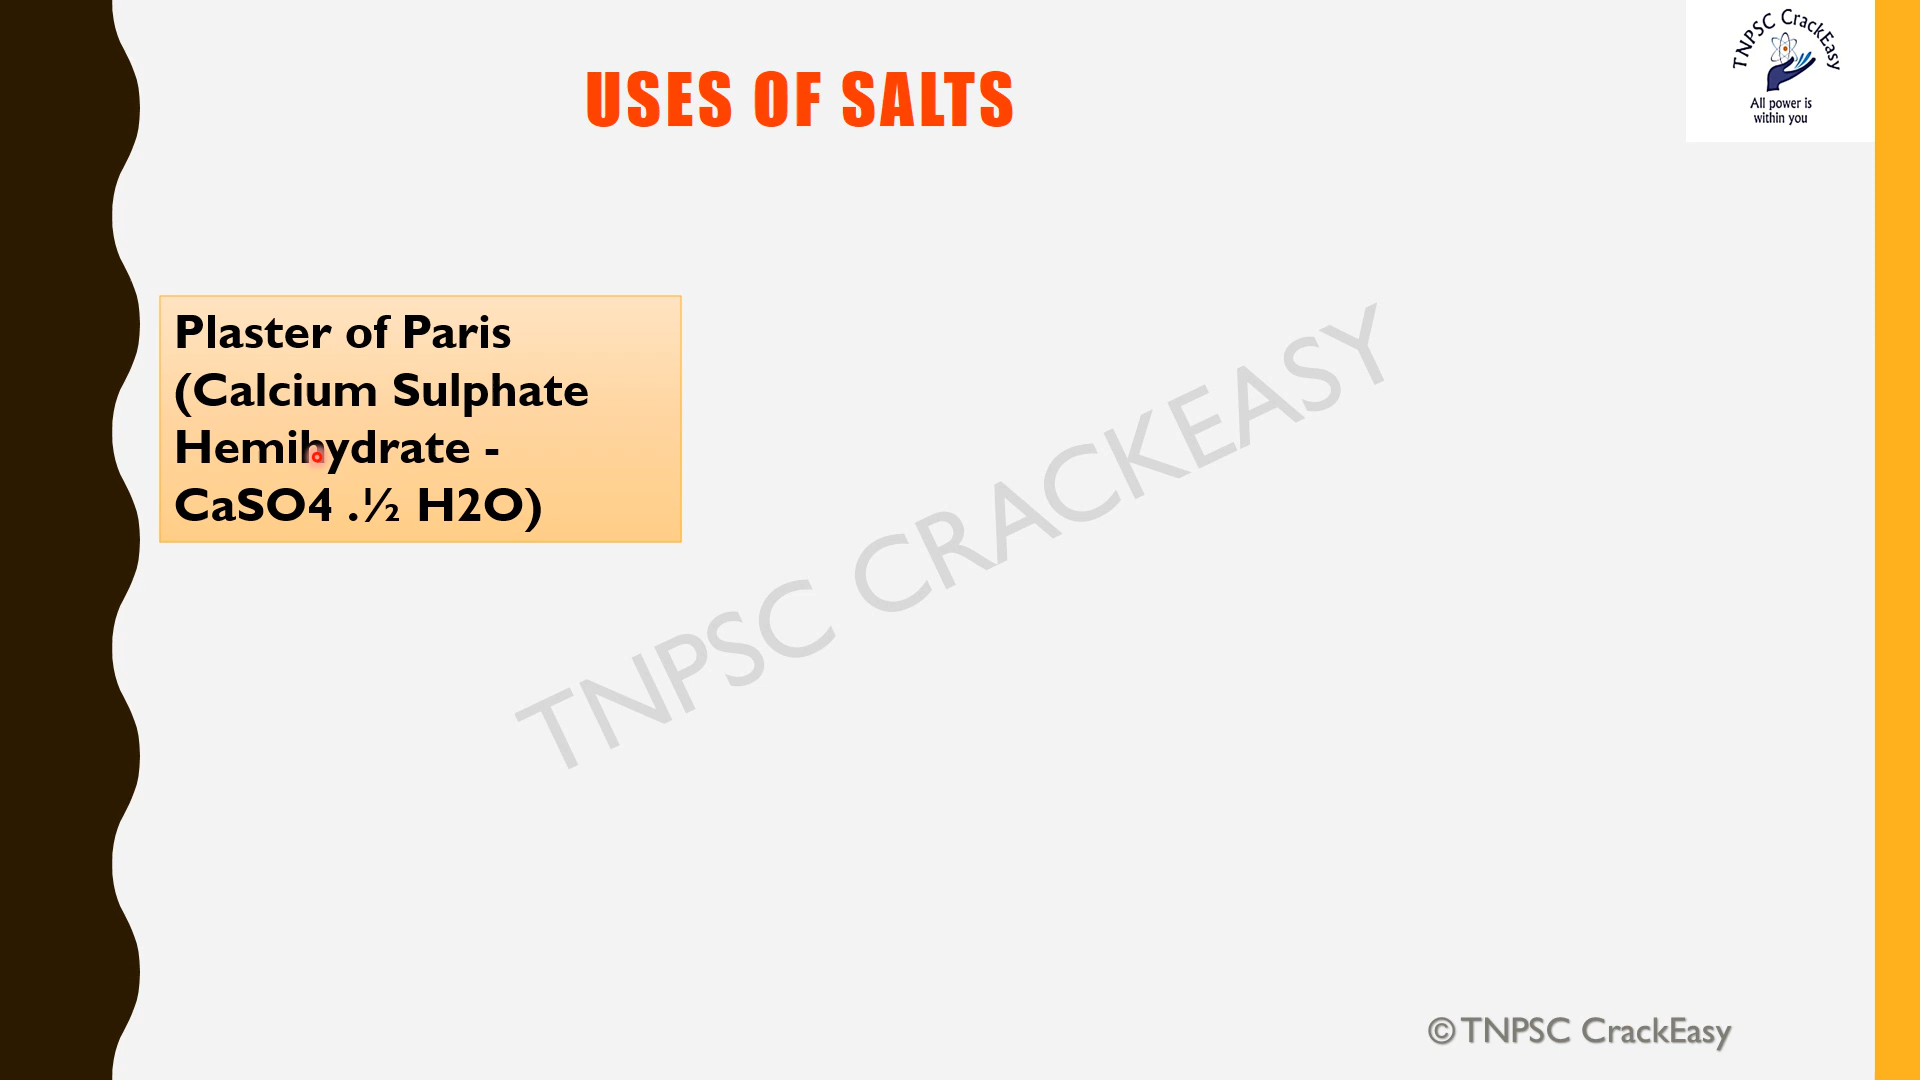 USES OF SALTS
TNPSC CrackEasy
All power is
within you
Plaster of Paris
(Calcium Sulphate
Hemihydrate -
CaSO4 .½ H2O)
TNPSC CRACKEASY
© TNPSC CrackEasy